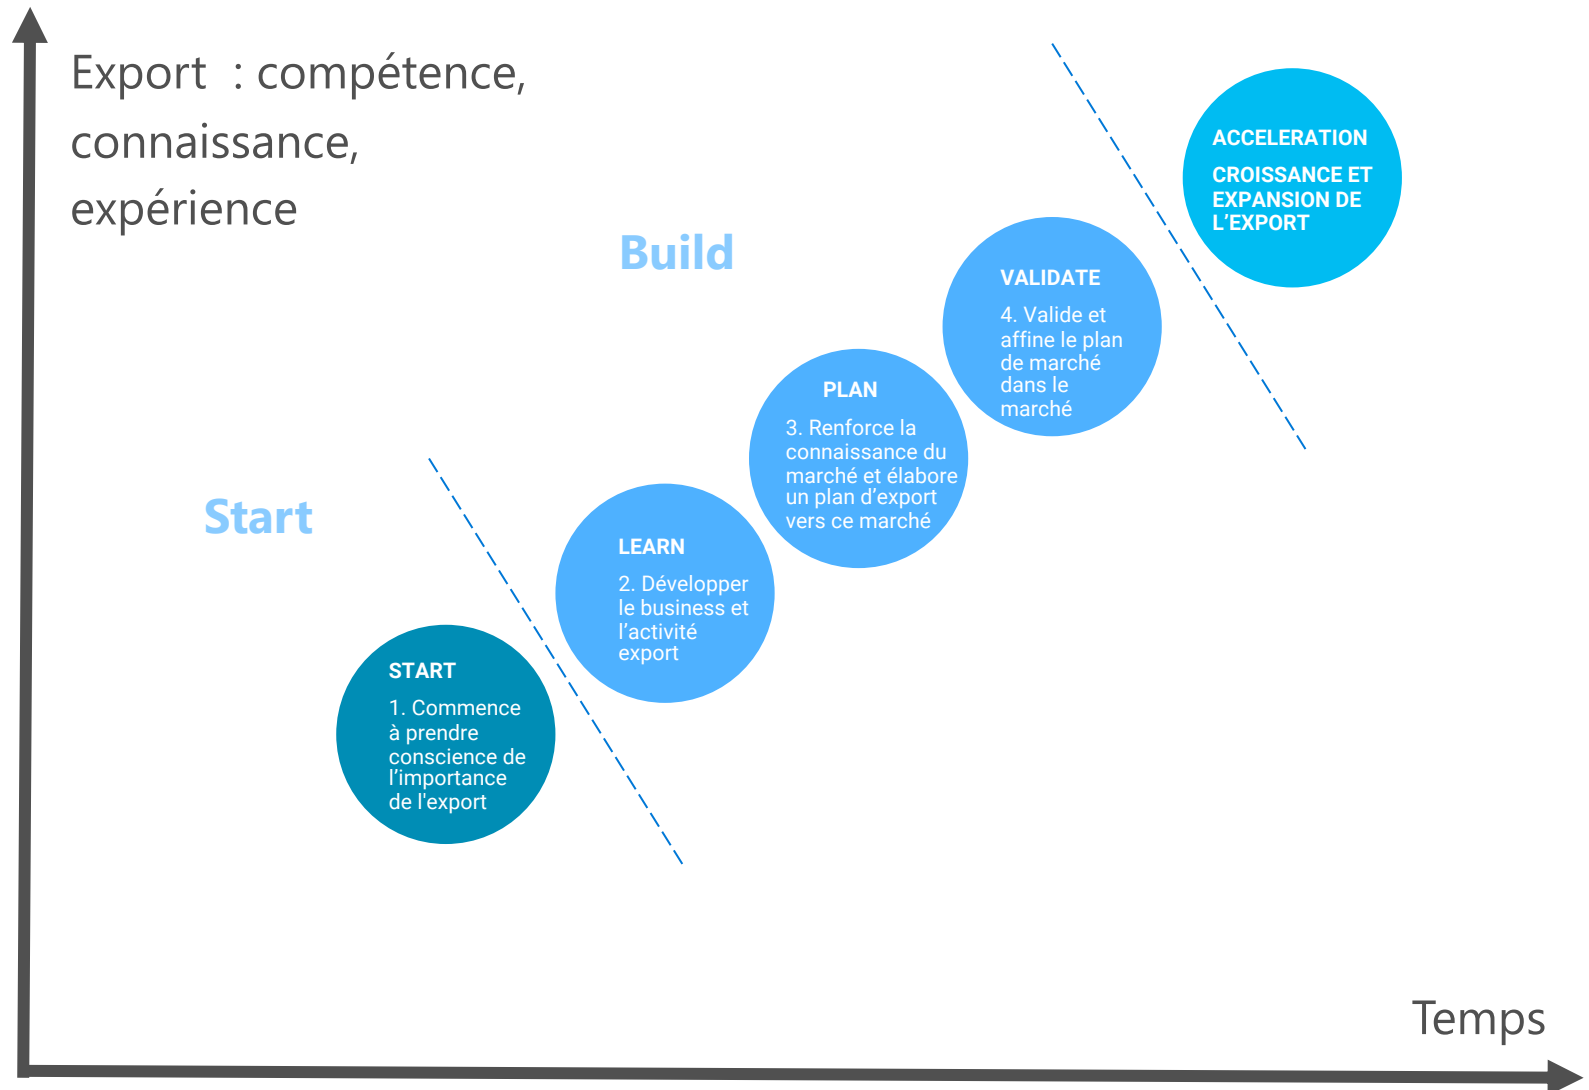 Export : compétence,
connaissance,
expérience
Build
Start
ACCELERATION
CROISSANCE ET
EXPANSION DE
L’EXPORT
VALIDATE
4. Valide et
affine le plan
de marché
dans le
marché
PLAN
3. Renforce la
connaissance du
marché et élabore
un plan d’export
vers ce marché
LEARN
2. Développer
le business et
l’activité
export
START
1. Commence
à prendre
conscience de
l’importance
de l'export
Temps